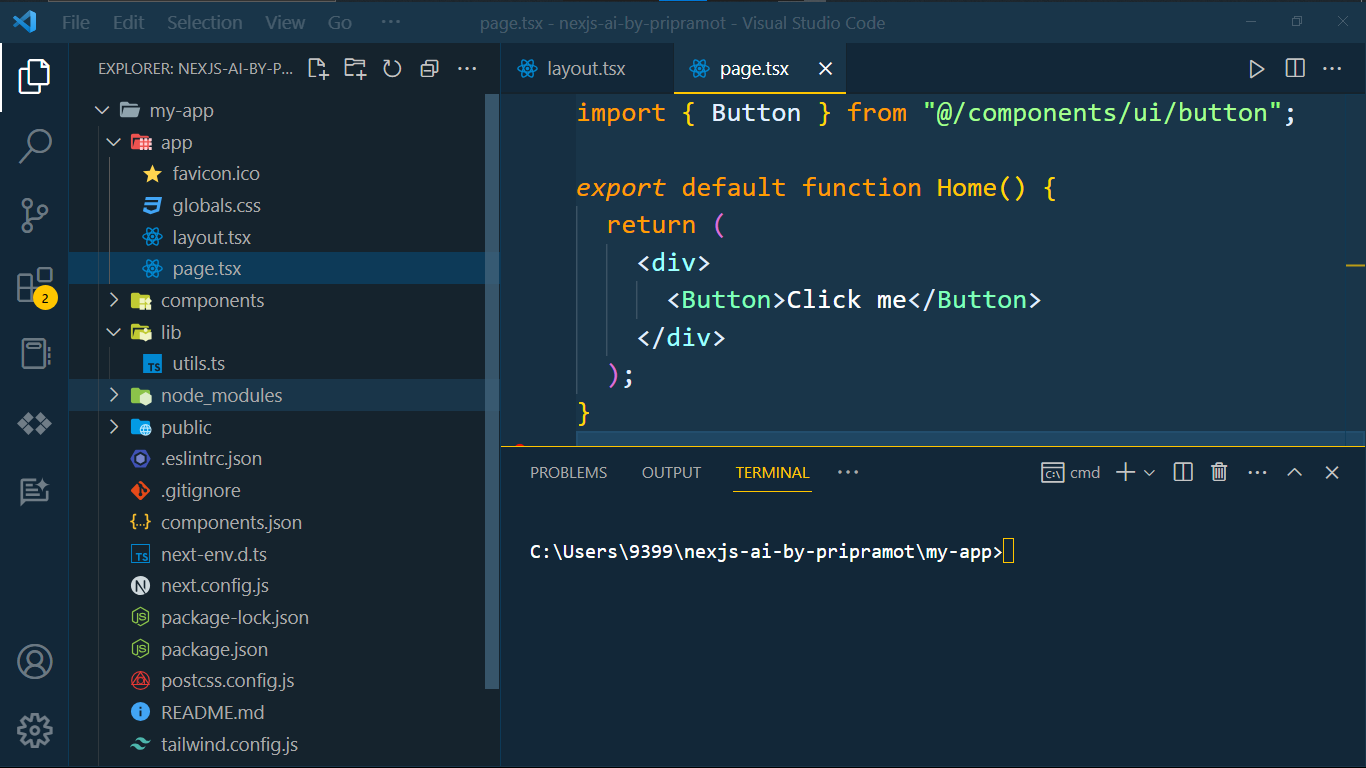 File Edit Selection View Go ··· page.tsx - nexjs-ai-by-pripramot - Visual Studio Code
EXPLORER: NEXJS-AI-BY-P...
my-app
app
favicon.ico
globals.css
layout.tsx
page.tsx
components
lib
TS utils.ts
node_modules
public
.eslintrc.json
.gitignore
{..} components.json
TS next-env.d.ts
N next.config.js
JS package-lock.json
JS package.json
postcss.config.js
i README.md
tailwind.config.js
2
layout.tsx page.tsx
import { Button } from "@/components/ui/button";
export default function Home() {
return (
<div>
<Button>Click me</Button>
</div>
);
}
PROBLEMS OUTPUT TERMINAL ··· cmd
C:\Users\9399\nexjs-ai-by-pripramot\my-app>